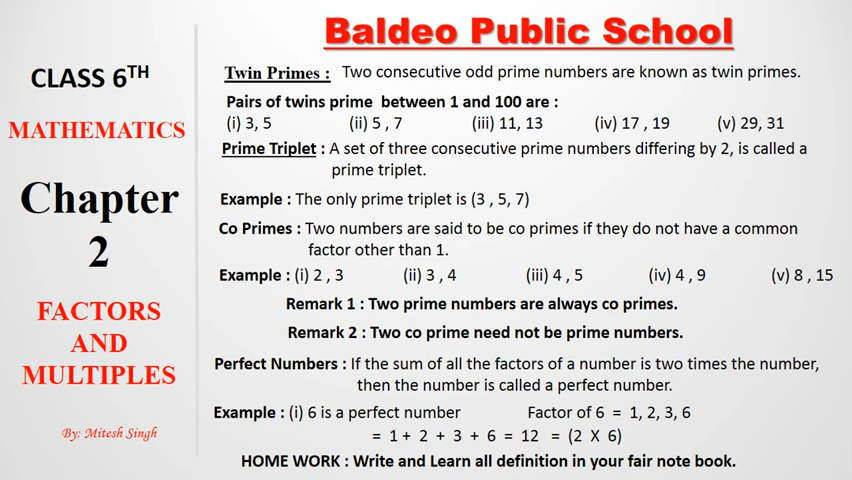 Baldeo Public School
CLASS 6TH
MATHEMATICS
Chapter
2
FACTORS
AND
MULTIPLES
By: Mitesh Singh
Twin Primes : Two consecutive odd prime numbers are known as twin primes.
Pairs of twins prime between 1 and 100 are :
(i) 3, 5 (ii) 5 , 7 (iii) 11, 13 (iv) 17 , 19 (v) 29, 31
Prime Triplet : A set of three consecutive prime numbers differing by 2, is called a
prime triplet.
Example : The only prime triplet is (3 , 5, 7)
Co Primes : Two numbers are said to be co primes if they do not have a common
factor other than 1.
Example : (i) 2 , 3 (ii) 3 , 4 (iii) 4 , 5 (iv) 4 , 9 (v) 8 , 15
Remark 1 : Two prime numbers are always co primes.
Remark 2 : Two co prime need not be prime numbers.
Perfect Numbers : If the sum of all the factors of a number is two times the number,
then the number is called a perfect number.
Example : (i) 6 is a perfect number Factor of 6 = 1, 2, 3, 6
= 1 + 2 + 3 + 6 = 12 = (2 X 6)
HOME WORK : Write and Learn all definition in your fair note book.